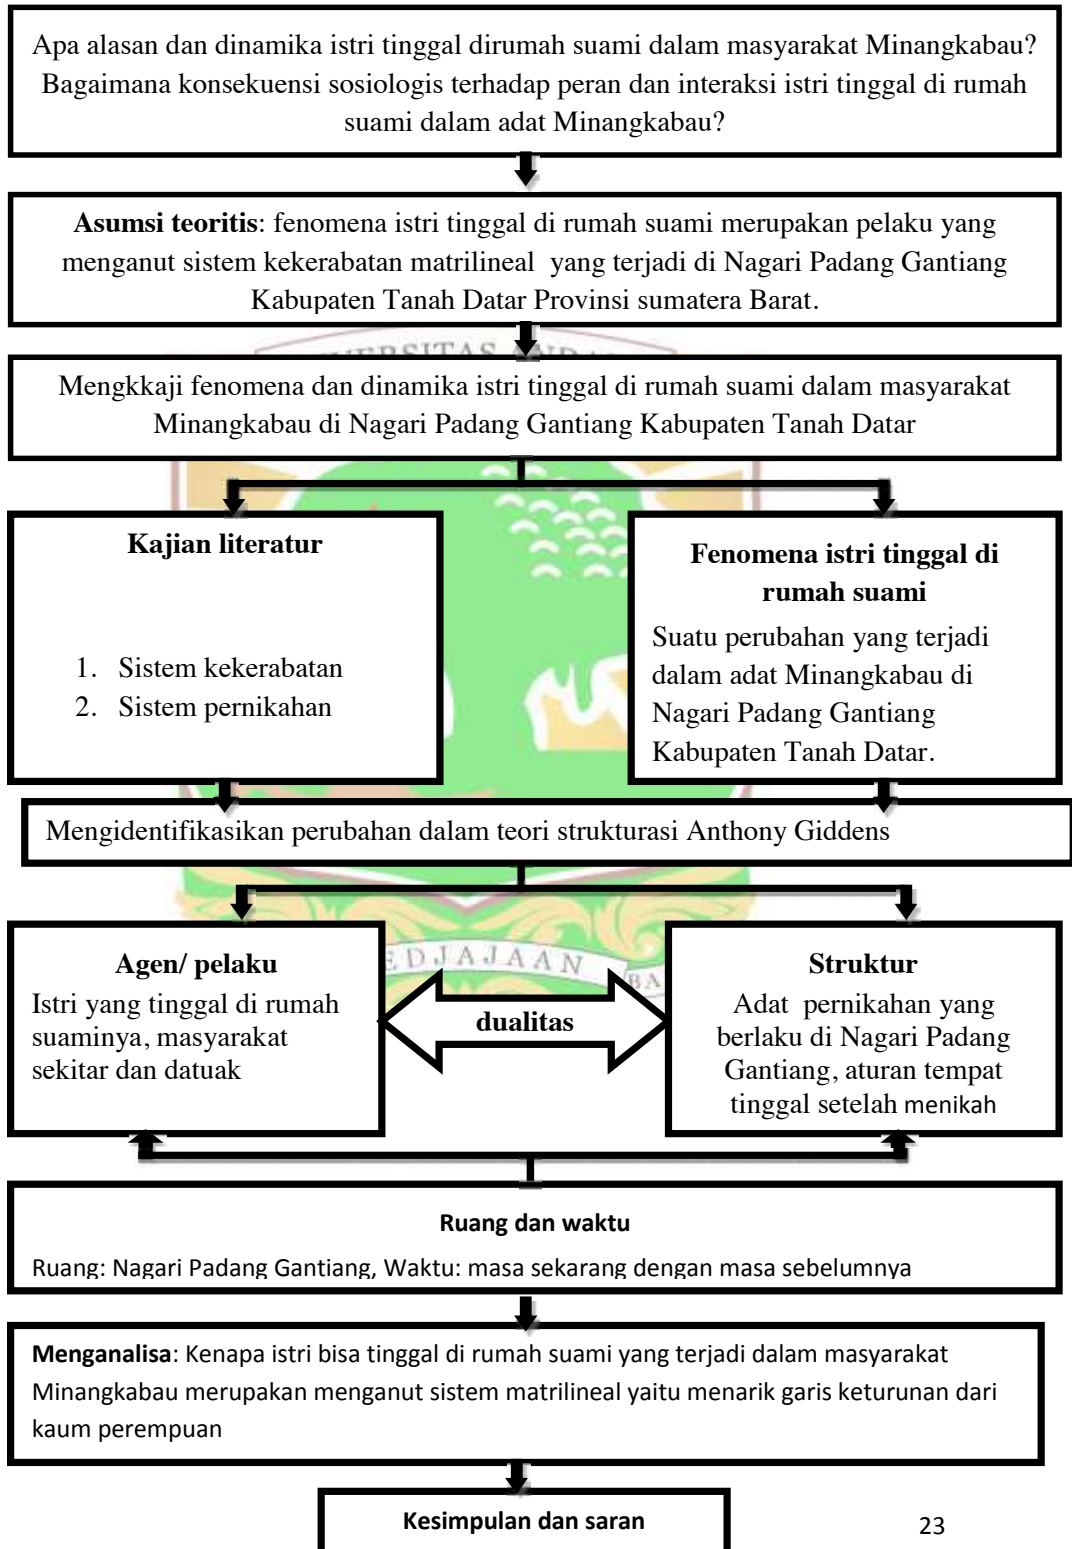 Apa alasan dan dinamika istri tinggal dirumah suami dalam masyarakat Minangkabau?
Bagaimana konsekuensi sosiologis terhadap peran dan interaksi istri tinggal di rumah
suami dalam adat Minangkabau?
Asumsi teoritis: fenomena istri tinggal di rumah suami merupakan pelaku yang
menganut sistem kekerabatan matrilineal yang terjadi di Nagari Padang Gantiang
Kabupaten Tanah Datar Provinsi sumatera Barat.
Mengkkaji fenomena dan dinamika istri tinggal di rumah suami dalam masyarakat
Minangkabau di Nagari Padang Gantiang Kabupaten Tanah Datar
Kajian literatur
1. Sistem kekerabatan
2. Sistem pernikahan
Fenomena istri tinggal di
rumah suami
Suatu perubahan yang terjadi
dalam adat Minangkabau di
Nagari Padang Gantiang
Kabupaten Tanah Datar.
Mengidentifikasikan perubahan dalam teori strukturasi Anthony Giddens
EDJAJAAN BA
Agen/ pelaku
Istri yang tinggal di rumah
suaminya, masyarakat
sekitar dan datuak
dualitas
Struktur
Adat pernikahan yang
berlaku di Nagari Padang
Gantiang, aturan tempat
tinggal setelah menikah
Ruang dan waktu
Ruang: Nagari Padang Gantiang, Waktu: masa sekarang dengan masa sebelumnya
Menganalisa: Kenapa istri bisa tinggal di rumah suami yang terjadi dalam masyarakat
Minangkabau merupakan menganut sistem matrilineal yaitu menarik garis keturunan dari
kaum perempuan
Kesimpulan dan saran
23